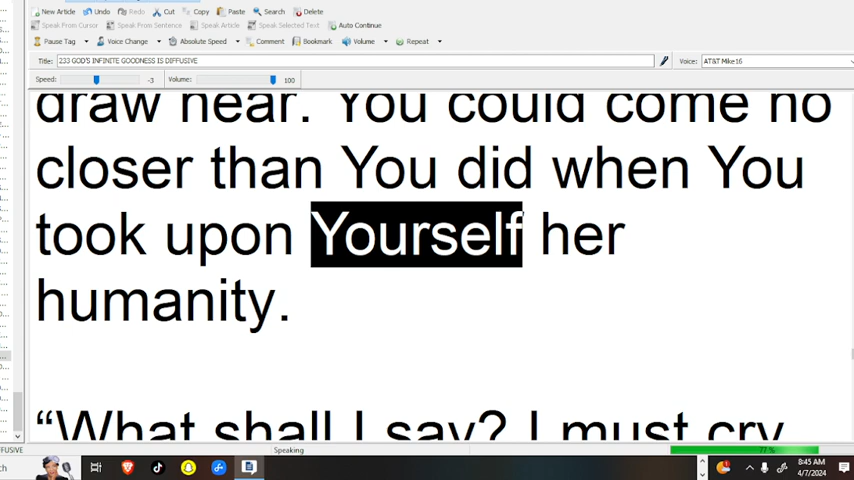 New Article Undo Redo Cut Copy Paste Search Delete
Speak From Cursor Speak From Sentence Speak Article Speak Selected Text Auto Continue
Pause Tag Voice Change Absolute Speed Comment Bookmark Volume Repeat
Title: 233 GOD'S INFINITE GOODNESS IS DIFFUSIVE Voice: AT&T Mike16
Speed: -3 Volume: 100
draw near. You could come no
closer than You did when You
took upon Yourself her
humanity.
“What shall I say? I must cry
FUSIVE Speaking 77 %
ch 8:45 AM
4/7/2024